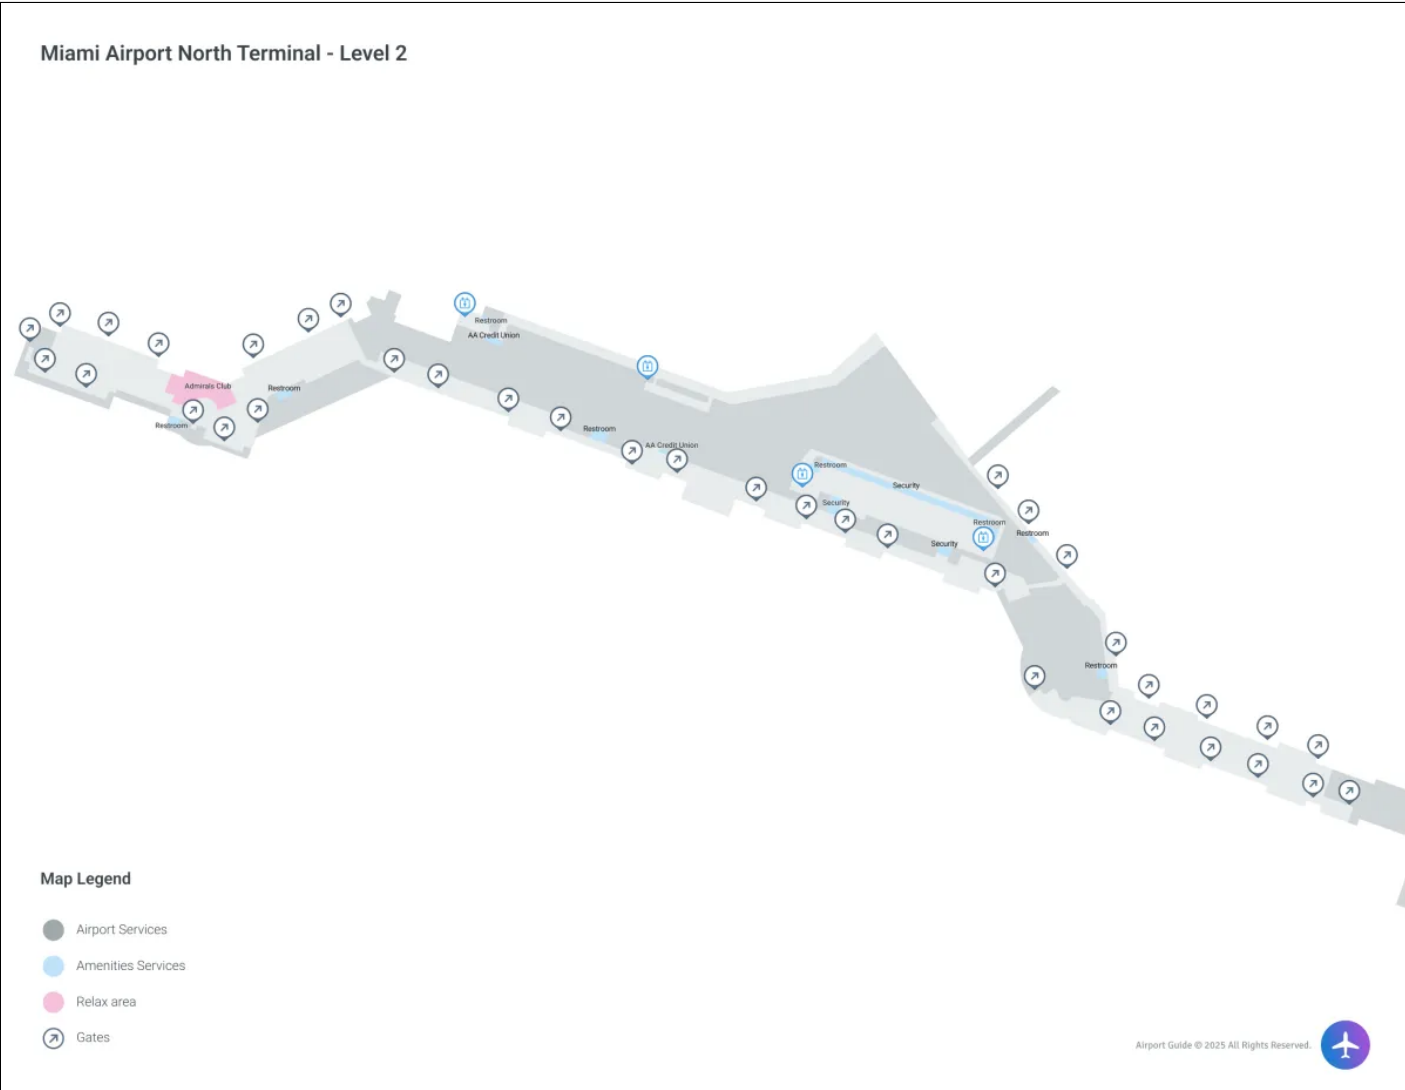 Miami Airport North Terminal - Level 2
Restroom
AA Credit Union
Admirals Club
Restroom
Restroom
Restroom
AA Credit Union
Restroom
Security
Security
Restroom
Restroom
Security
Restroom
Map Legend
Airport Services
Amenities Services
Relax area
Gates
Airport Guide © 2025 All Rights Reserved.